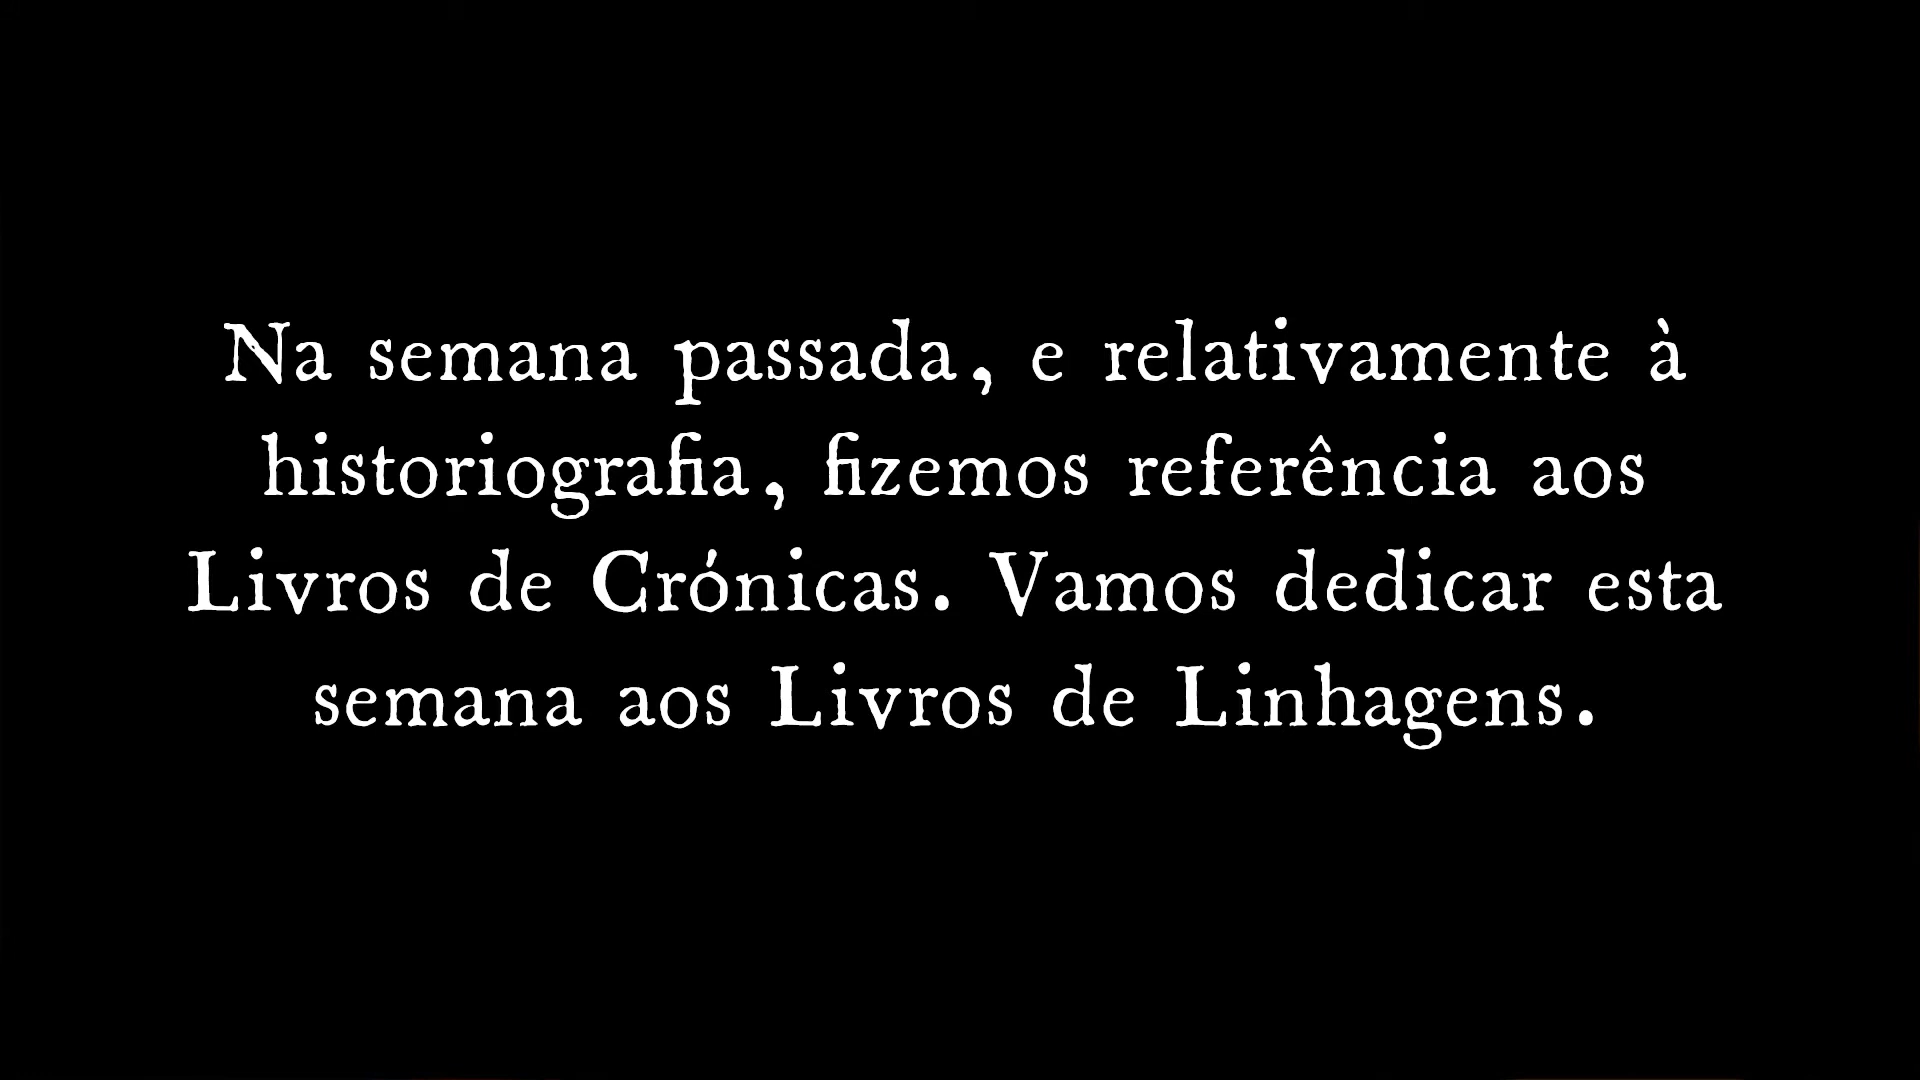 Na semana passada, e relativamente à
historiografia, fizemos referência aos
Livros de Crónicas. Vamos dedicar esta
semana aos Livros de Linhagens.